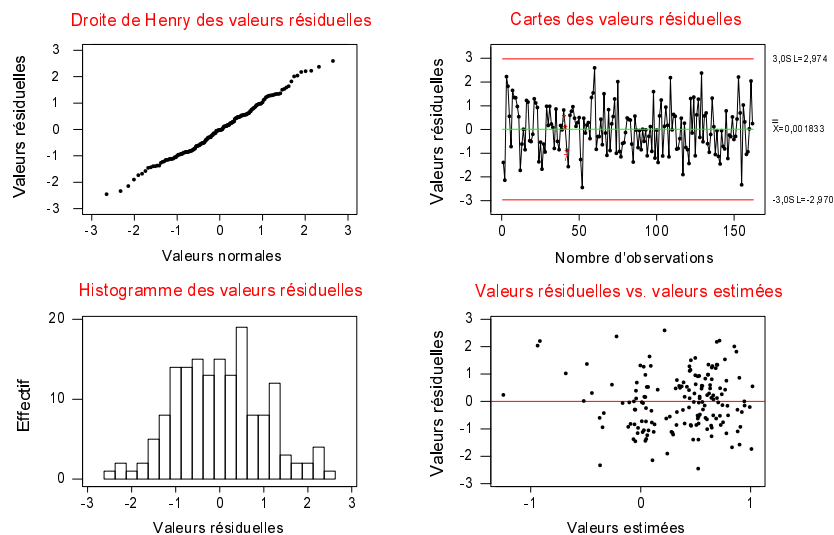 Droite de Henry des valeurs résiduelles
Valeurs résiduelles
3
2
1
0
-1
-2
-3
-3 -2 -1 0 1 2 3
Valeurs normales
Cartes des valeurs résiduelles
Valeurs résiduelles
3
2
1
0
-1
-2
-3
0 50 100 150
Nombre d'observations
3,0SL=2,974
X=0,001833
-3,0SL=-2,970
Histogramme des valeurs résiduelles
Effectif
20
10
0
-3 -2 -1 0 1 2 3
Valeurs résiduelles
Valeurs résiduelles vs. valeurs estimées
Valeurs résiduelles
3
2
1
0
-1
-2
-3
-1 0 1
Valeurs estimées